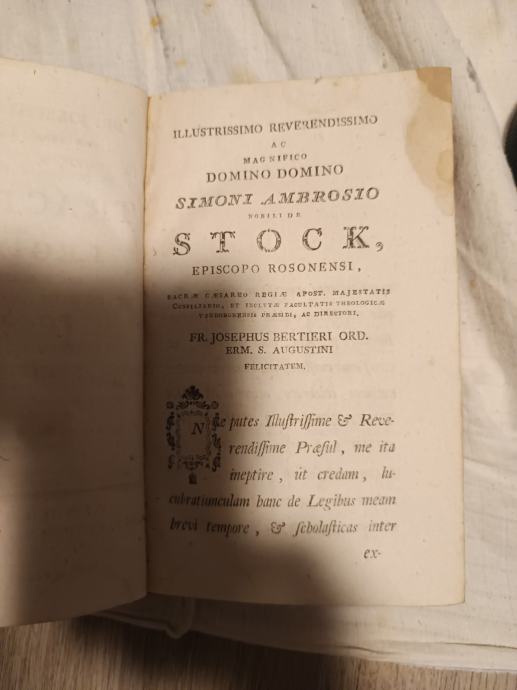 ILLUSTRISSIMO REVERENDISSIMO
AC
MAGNIFICO
DOMINO DOMINO
SIMONI AMBROSIO
NOBILI DE
STOCK,
EPISCOPO ROSONENSI,
SACRÆ CÆSAREO REGIÆ APOST. MAJESTATIS
CONSILIARIO, ET INCLYTÆ FACULTATIS THEOLOGICÆ
VINDOBONENSIS PRÆSIDI, AC DIRECTORI.
FR. JOSEPHUS BERTIERI ORD.
ERM. S. AUGUSTINI
FELICITATEM.
Ne putes Illuſtriſſime & Reve-
rendiſſime Præſul, me ita
ineptire, ut credam, lu-
cubratiunculam hanc de Legibus meam
brevi tempore, & ſcholaſticas inter
ex-